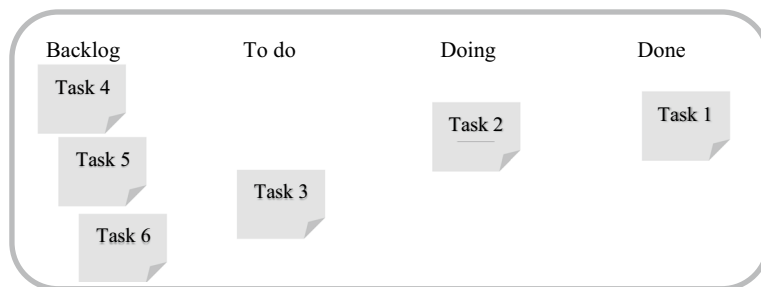 Backlog To do Doing Done
Task 4
Task 1
Task 2
Task 5
Task 3
Task 6